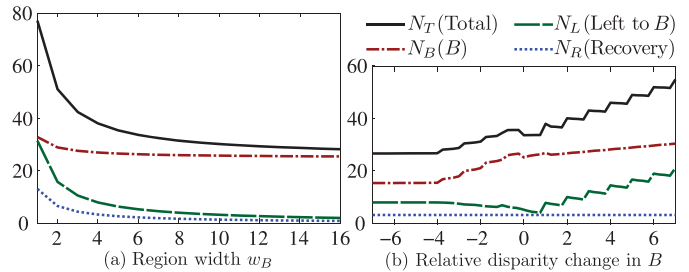 80
60
40
20
0
2 4 6 8 10 12 14 16
(a) Region width w_B
N_T(Total) N_L(Left to B)
N_B(B) N_R(Recovery)
60
40
20
0
−6 −4 −2 0 2 4 6
(b) Relative disparity change in B